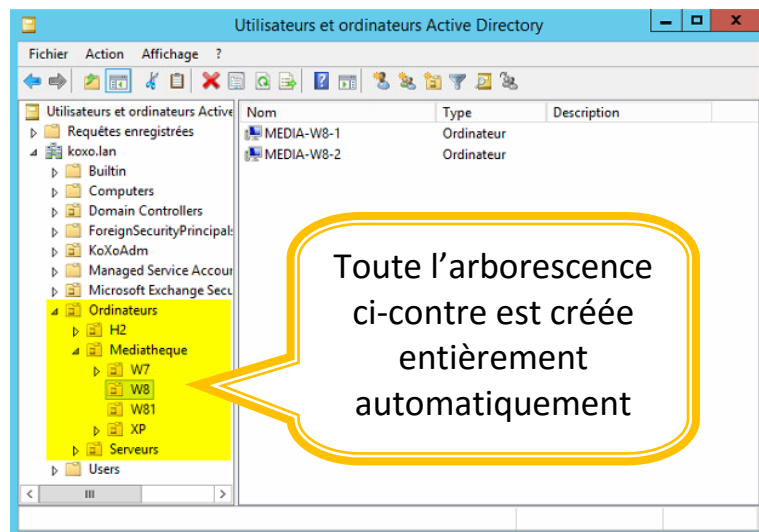 Utilisateurs et ordinateurs Active Directory
Fichier Action Affichage ?
Utilisateurs et ordinateurs Active
Requêtes enregistrées
koxo.lan
Builtin
Computers
Domain Controllers
ForeignSecurityPrincipals
KoXoAdm
Managed Service Accour
Microsoft Exchange Secu
Ordinateurs
H2
Mediatheque
W7
W8
W81
XP
Serveurs
Users
Nom Type Description
MEDIA-W8-1 Ordinateur
MEDIA-W8-2 Ordinateur
Toute l’arborescence
ci-contre est créée
entièrement
automatiquement